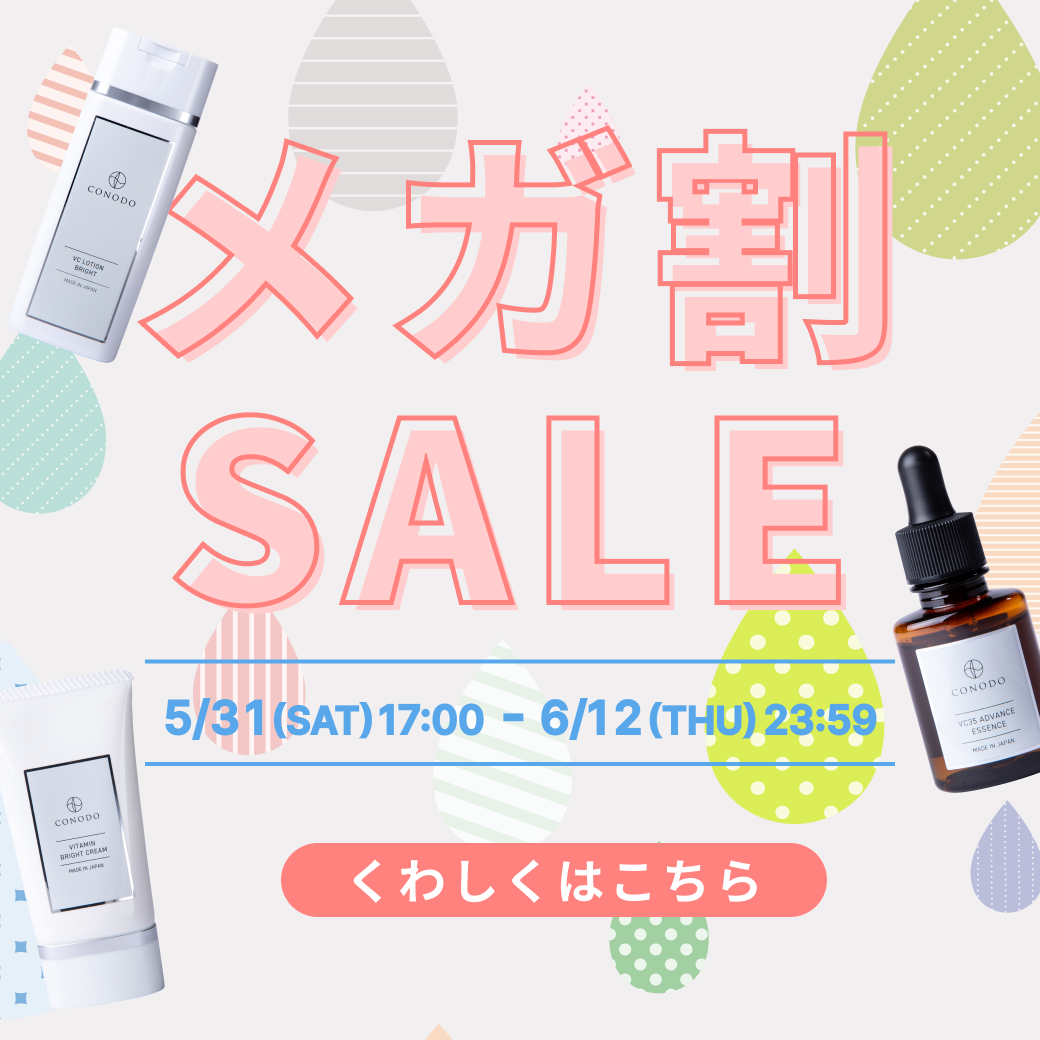 メガ割
SALE
5/31(SAT)17:00 - 6/12(THU)23:59
くわしくはこちら
CONODO
VC LOTION
BRIGHT
MADE IN JAPAN
CONODO
VC35 ADVANCE
ESSENCE
MADE IN JAPAN
CONODO
VITAMIN
BRIGHT CREAM
MADE IN JAPAN